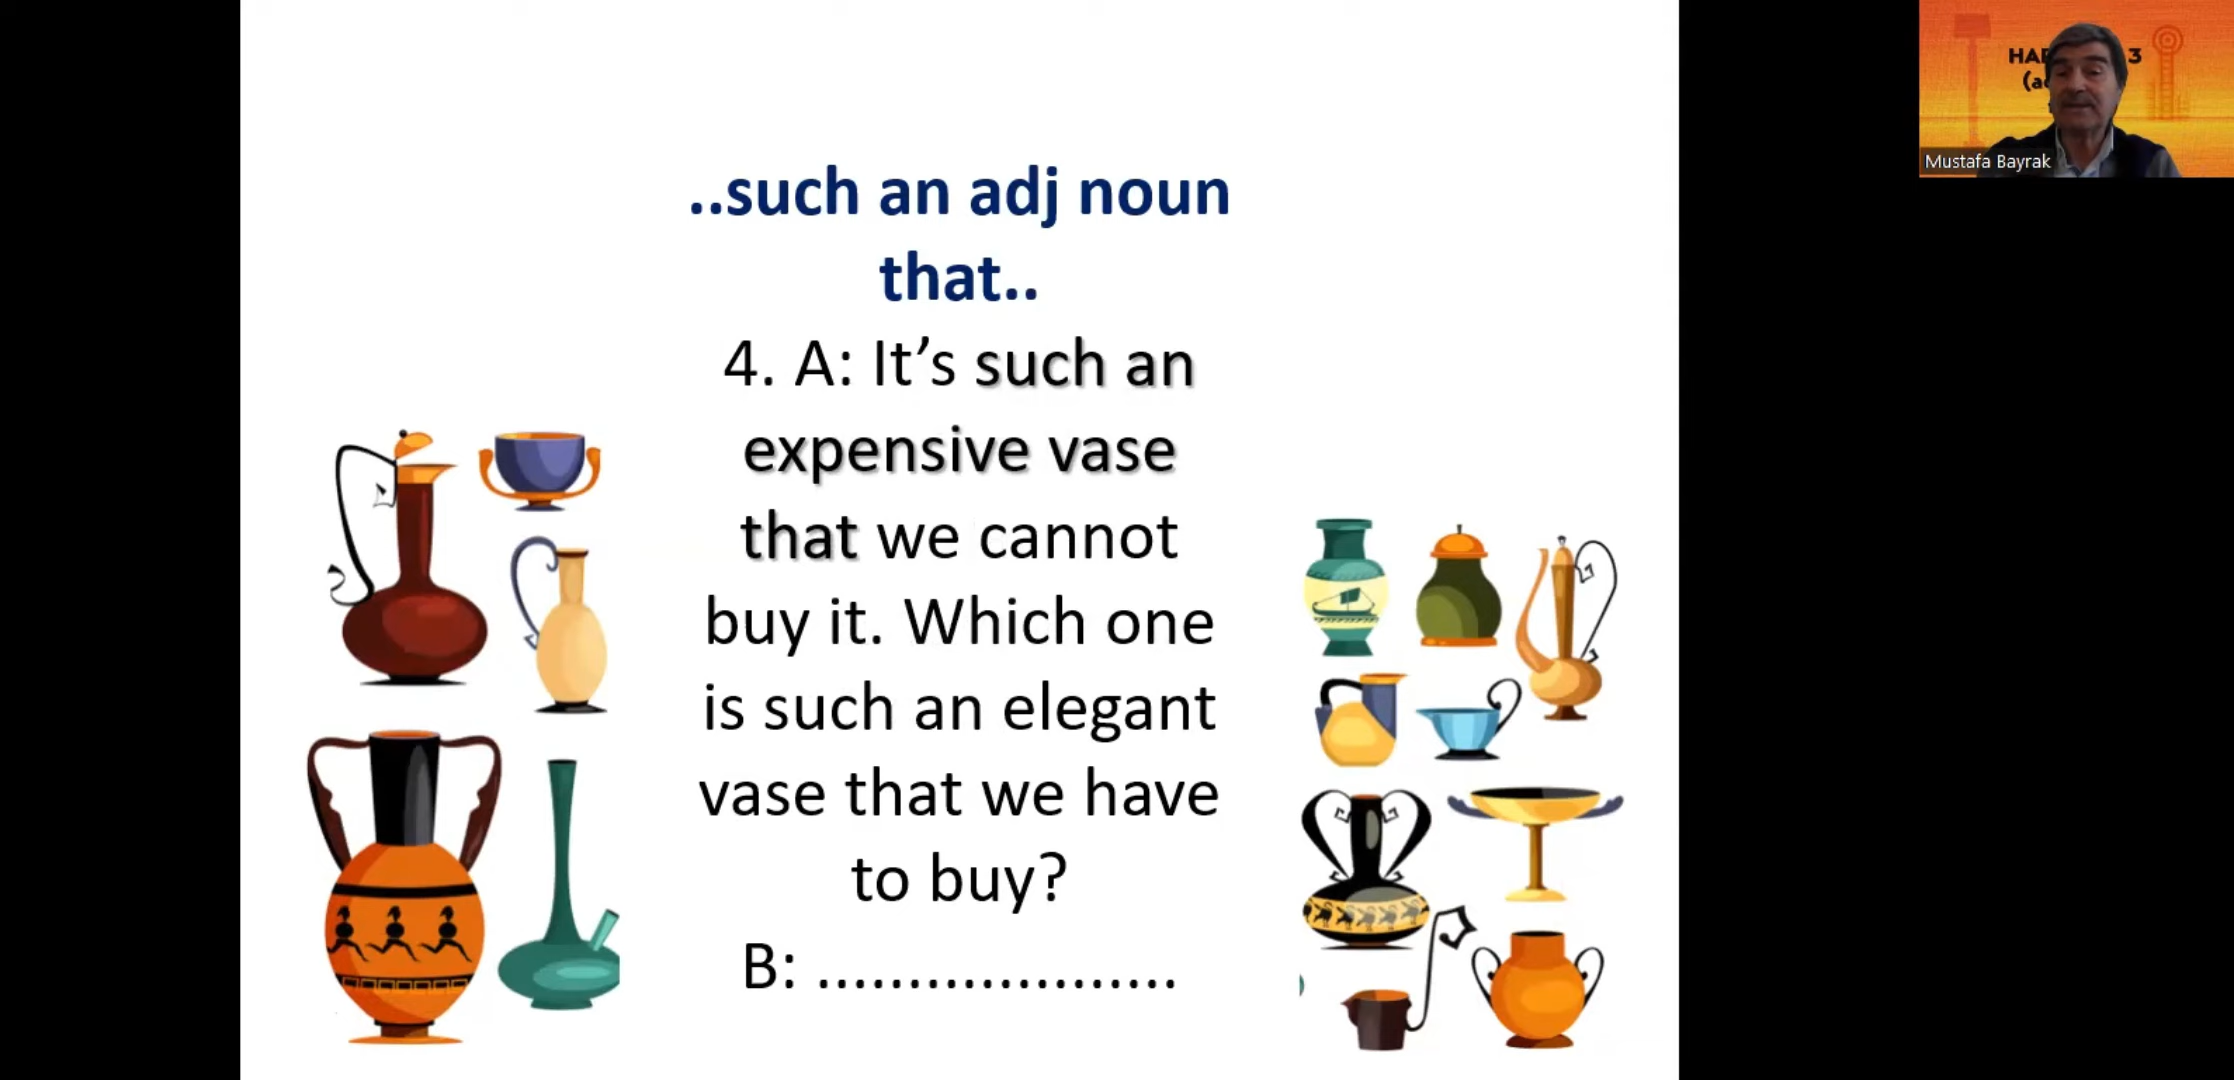 ..such an adj noun
that..
4. A: It’s such an
expensive vase
that we cannot
buy it. Which one
is such an elegant
vase that we have
to buy?
B: ....................
3
Mustafa Bayrak